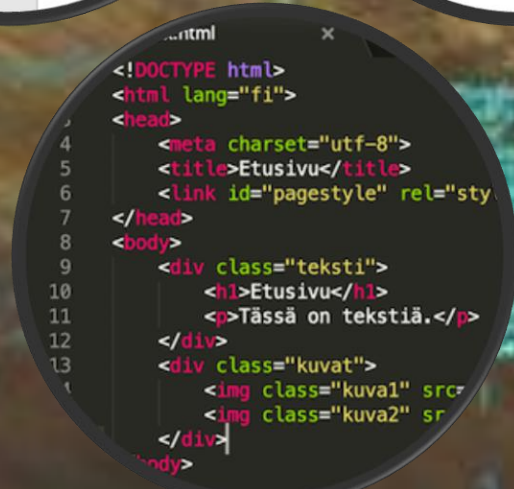 .html ×
<!DOCTYPE html>
<html lang="fi">
<head>
4 <meta charset="utf-8">
5 <title>Etusivu</title>
6 <link id="pagestyle" rel="sty
7 </head>
8 <body>
9 <div class="teksti">
10 <h1>Etusivu</h1>
11 <p>Tässä on tekstiä.</p>
12 </div>
13 <div class="kuvat">
<img class="kuva1" src=
<img class="kuva2" sr
</div>
body>